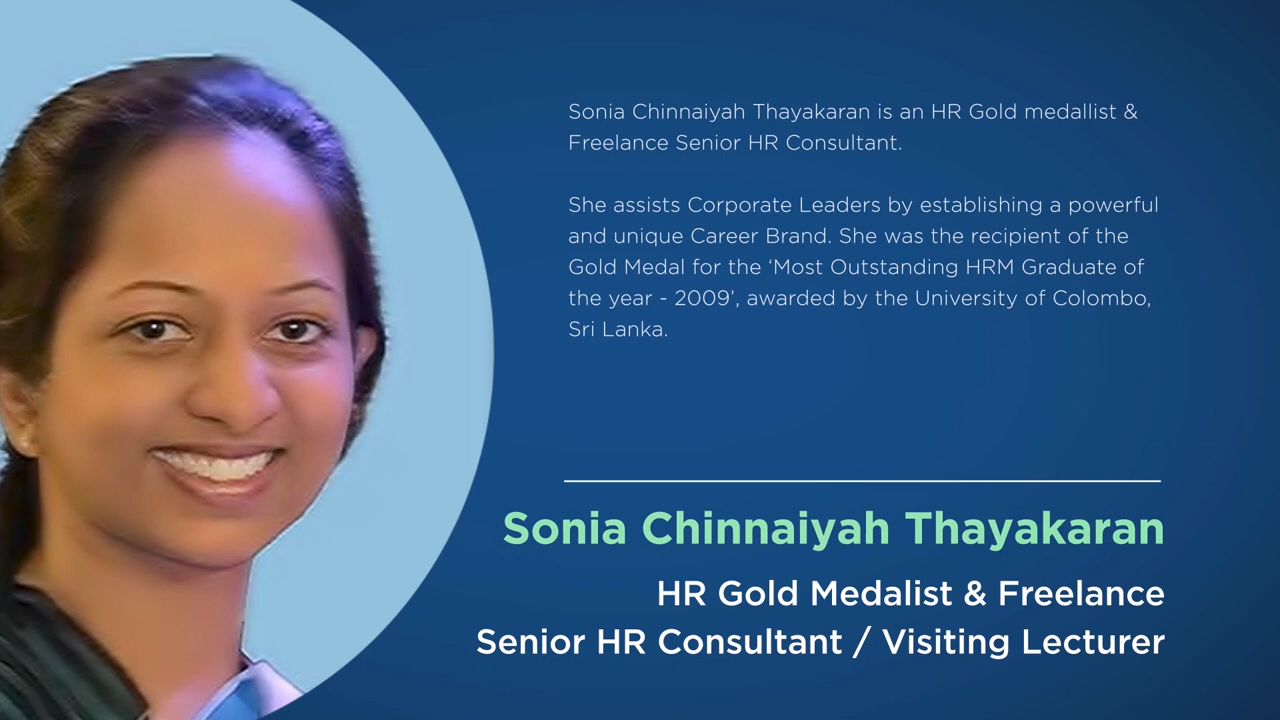 Sonia Chinnaiyah Thayakaran is an HR Gold medallist &
Freelance Senior HR Consultant.
She assists Corporate Leaders by establishing a powerful
and unique Career Brand. She was the recipient of the
Gold Medal for the ‘Most Outstanding HRM Graduate of
the year - 2009’, awarded by the University of Colombo,
Sri Lanka.
Sonia Chinnaiyah Thayakaran
HR Gold Medalist & Freelance
Senior HR Consultant / Visiting Lecturer